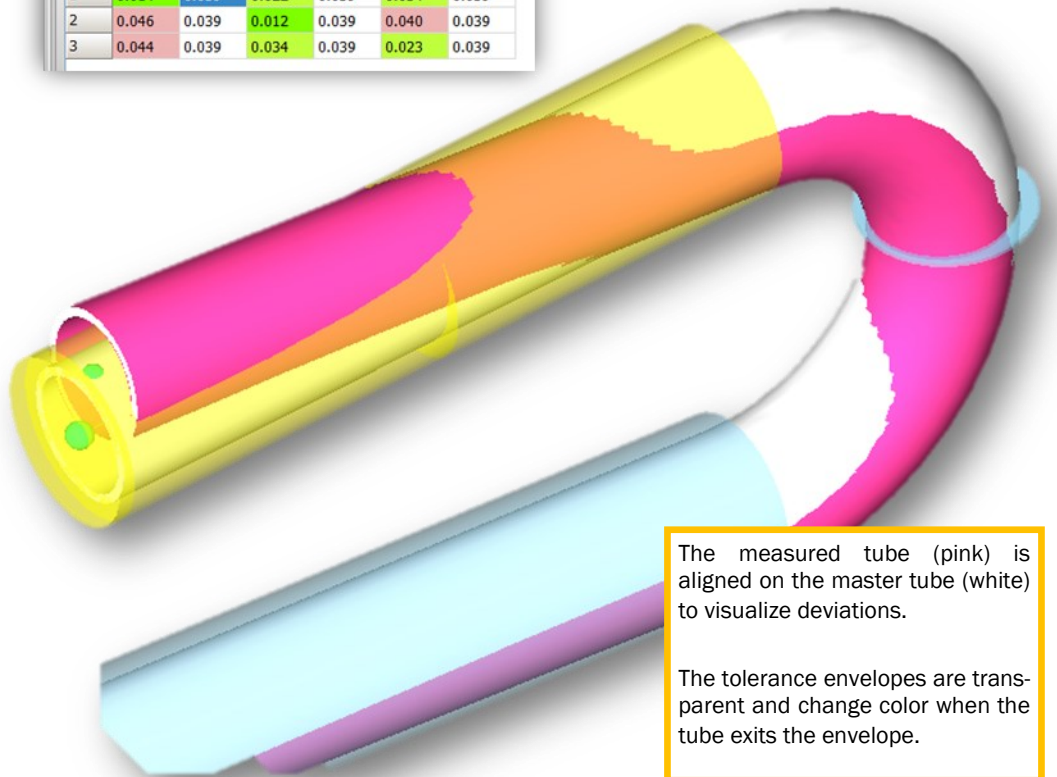 2 0.046 0.039 0.012 0.039 0.040 0.039
3 0.044 0.039 0.034 0.039 0.023 0.039
The measured tube (pink) is
aligned on the master tube (white)
to visualize deviations.
The tolerance envelopes are trans-
parent and change color when the
tube exits the envelope.